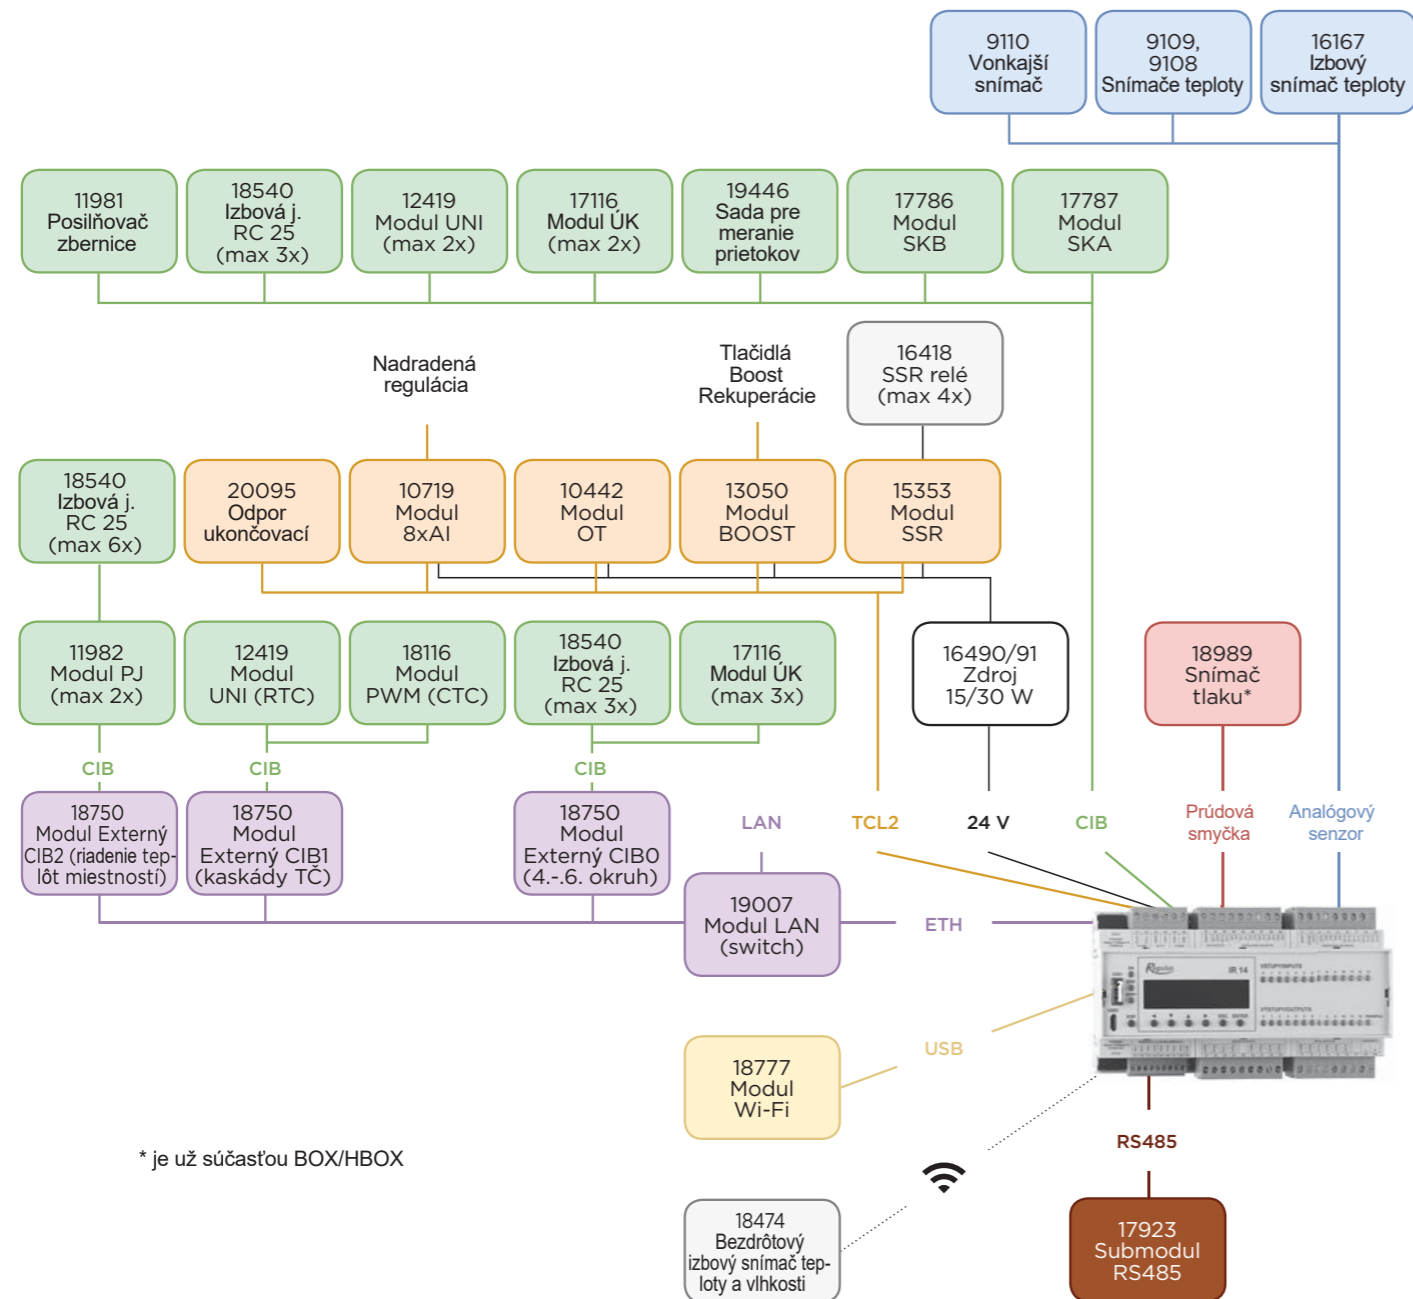 9110
Vonkajší
snímač
9109,
9108
Snímače teploty
16167
Izbový
snímač teploty
11981
Posilňovač
zbernice
18540
Izbová j.
RC 25
(max 3x)
12419
Modul UNI
(max 2x)
17116
Modul ÚK
(max 2x)
19446
Sada pre
meranie
prietokov
17786
Modul
SKB
17787
Modul
SKA
Nadradená
regulácia
Tlačidlá
Boost
Rekuperácie
16418
SSR relé
(max 4x)
18540
Izbová j.
RC 25
(max 6x)
20095
Odpor
ukončovací
10719
Modul
8xAI
10442
Modul
OT
13050
Modul
BOOST
15353
Modul
SSR
11982
Modul PJ
(max 2x)
12419
Modul
UNI (RTC)
18116
Modul
PWM (CTC)
18540
Izbová j.
RC 25
(max 3x)
17116
Modul ÚK
(max 3x)
16490/91
Zdroj
15/30 W
18989
Snímač
tlaku*
CIB
CIB
CIB
18750
Modul Externý
CIB2 (riadenie tep-
lôt miestností)
18750
Modul
Externý CIB1
(kaskády TČ)
18750
Modul
Externý CIB0
(4.-.6. okruh)
LAN
TCL2
24 V
CIB
Prúdová
smyčka
Analógový
senzor
19007
Modul LAN
(switch)
ETH
Regulus
IR 14
VSTUPY/INPUTS
VÝSTUPY/OUTPUTS
USB
18777
Modul
Wi-Fi
RS485
* je už súčasťou BOX/HBOX
18474
Bezdrôtový
izbový snímač tep-
loty a vlhkosti
17923
Submodul
RS485